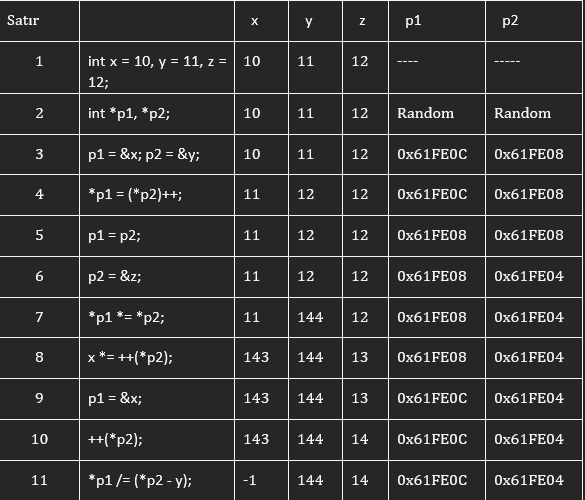 Satır x y z p1 p2
1 int x = 10, y = 11, z = 10 11 12 ---- -----
12;
2 int *p1, *p2; 10 11 12 Random Random
3 p1 = &x; p2 = &y; 10 11 12 0x61FE0C 0x61FE08
4 *p1 = (*p2)++; 11 12 12 0x61FE0C 0x61FE08
5 p1 = p2; 11 12 12 0x61FE08 0x61FE08
6 p2 = &z; 11 12 12 0x61FE08 0x61FE04
7 *p1 *= *p2; 11 144 12 0x61FE08 0x61FE04
8 x *= ++(*p2); 143 144 13 0x61FE08 0x61FE04
9 p1 = &x; 143 144 13 0x61FE0C 0x61FE04
10 ++(*p2); 143 144 14 0x61FE0C 0x61FE04
11 *p1 /= (*p2 - y); -1 144 14 0x61FE0C 0x61FE04